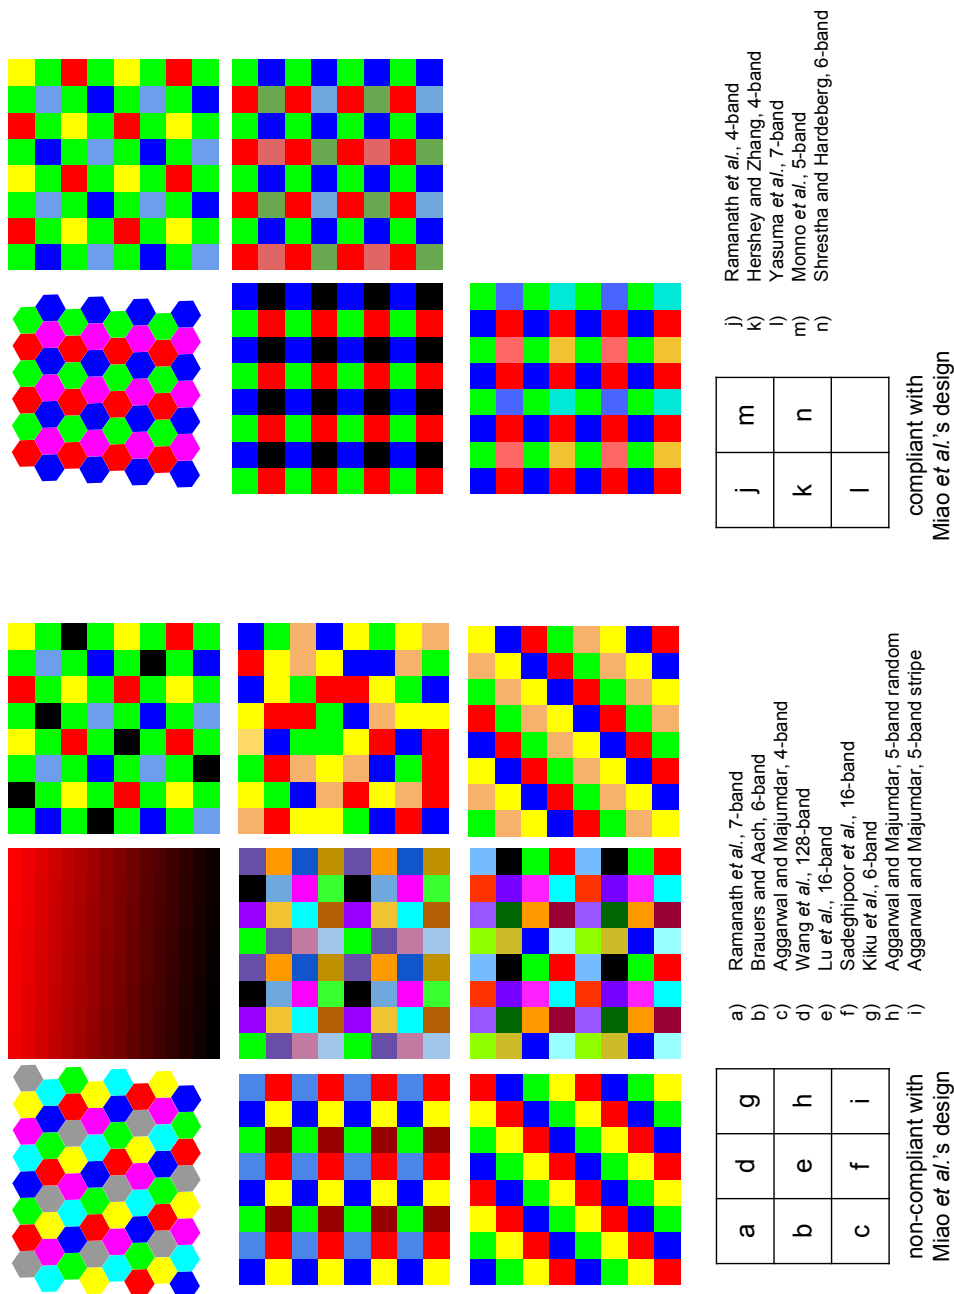 a d g
b e h
c f i
non-compliant with
Miao et al.'s design
a) Ramanath et al., 7-band
b) Brauers and Aach, 6-band
c) Aggarwal and Majumdar, 4-band
d) Wang et al., 128-band
e) Lu et al., 16-band
f) Sadeghipoor et al., 16-band
g) Kiku et al., 6-band
h) Aggarwal and Majumdar, 5-band random
i) Aggarwal and Majumdar, 5-band stripe
j m
k n
l
compliant with
Miao et al.'s design
j) Ramanath et al., 4-band
k) Hershey and Zhang, 4-band
l) Yasuma et al., 7-band
m) Monno et al., 5-band
n) Shrestha and Hardeberg, 6-band